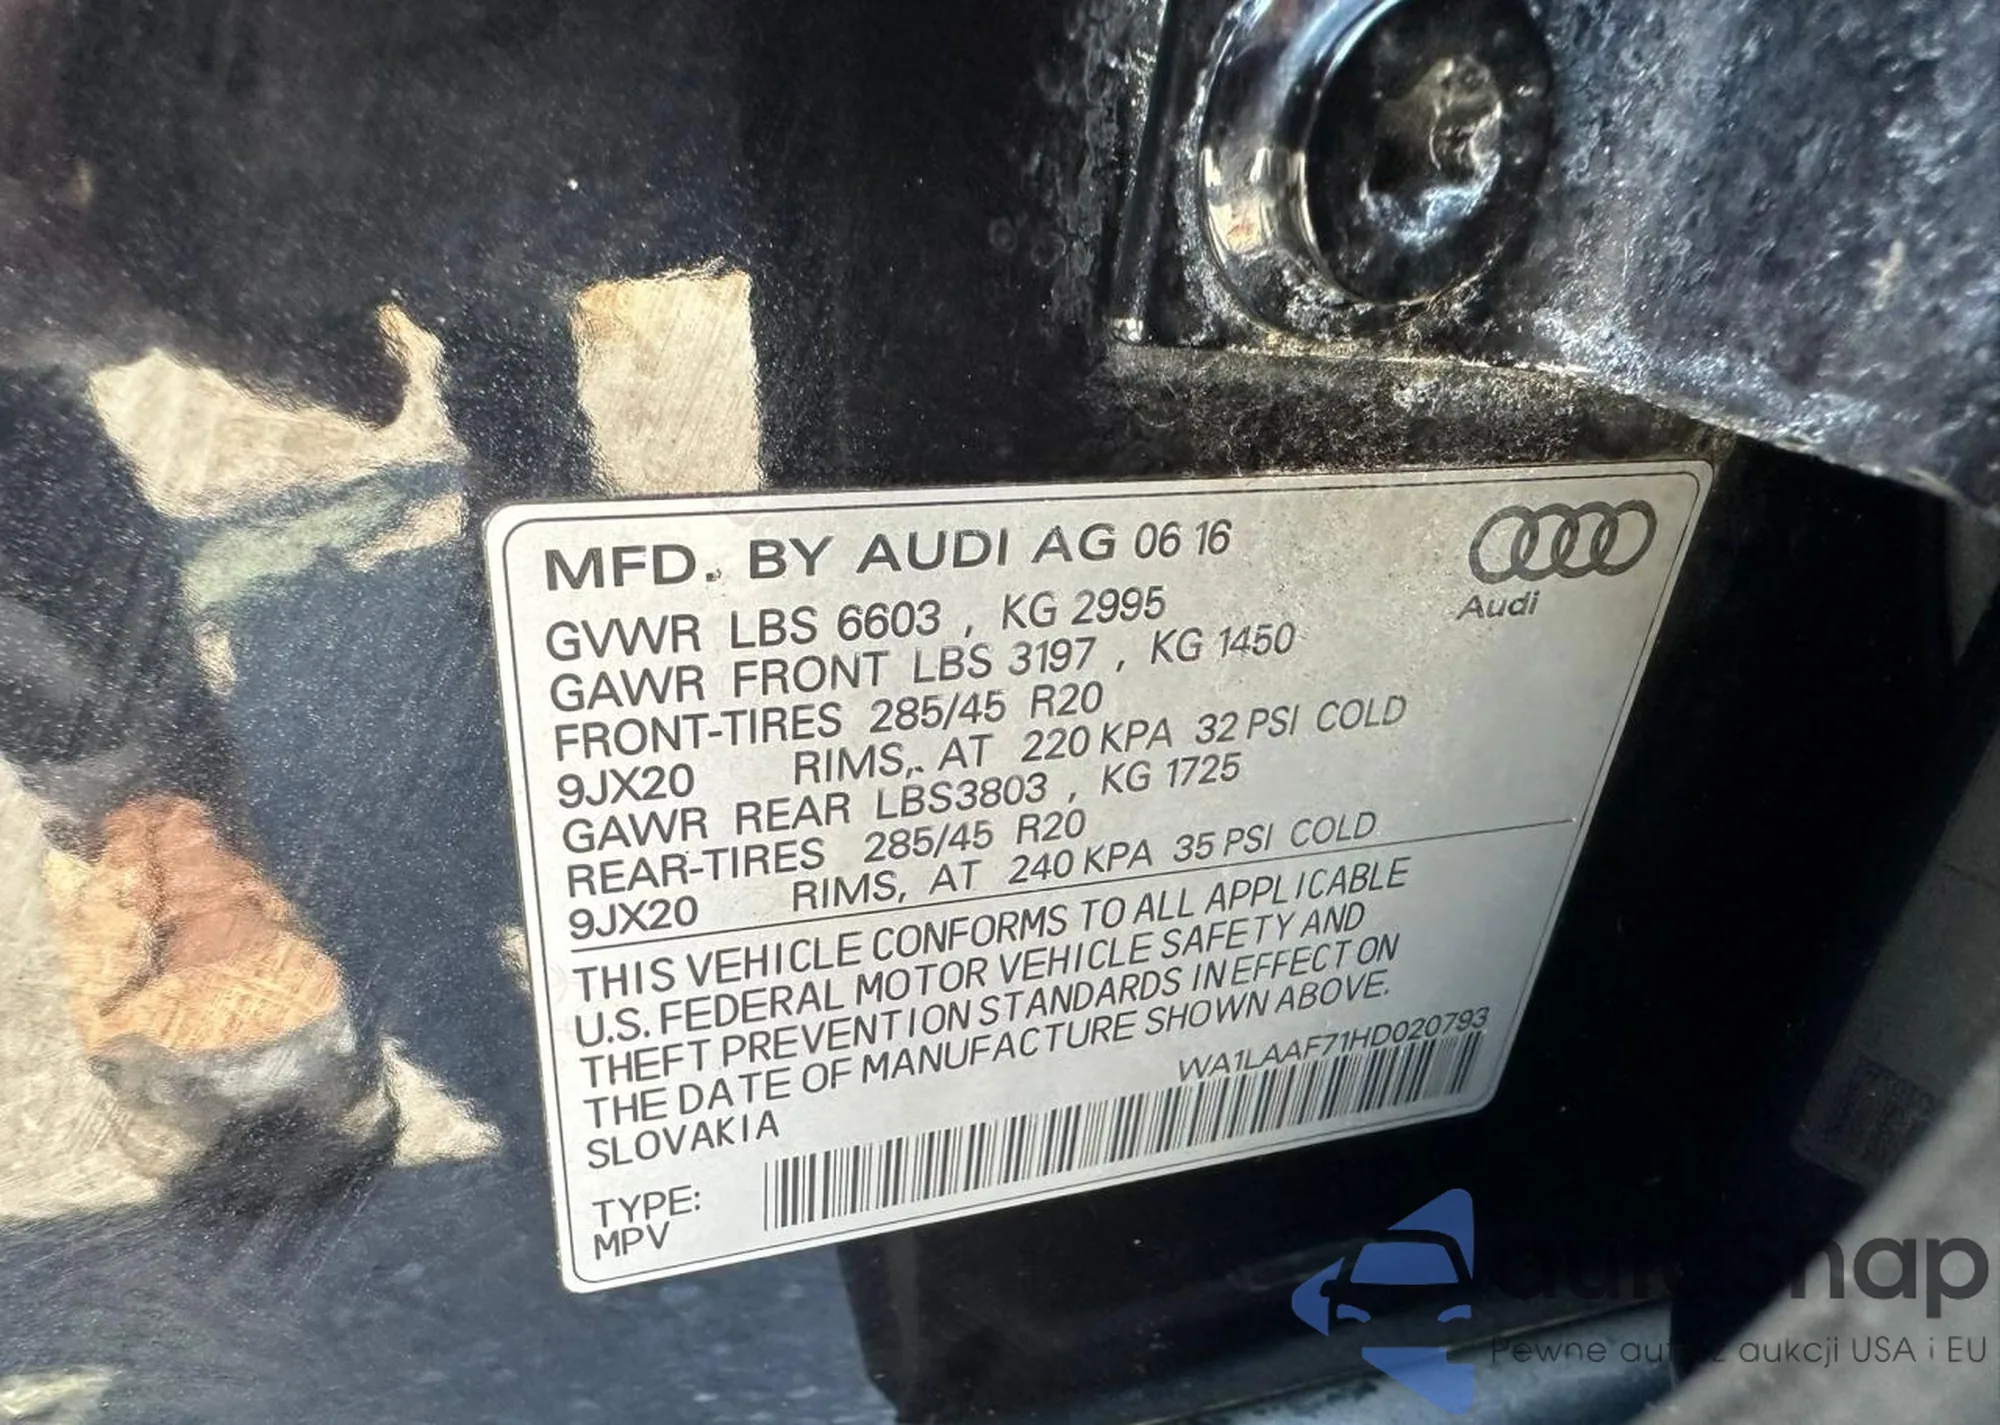 MFD. BY AUDI AG 06 16
Audi
GVWR LBS 6603 , KG 2995
GAWR FRONT LBS 3197 , KG 1450
FRONT-TIRES 285/45 R20
9JX20 RIMS, AT 220 KPA 32 PSI COLD
GAWR REAR LBS3803 , KG 1725
REAR-TIRES 285/45 R20
9JX20 RIMS, AT 240 KPA 35 PSI COLD
THIS VEHICLE CONFORMS TO ALL APPLICABLE
U.S. FEDERAL MOTOR VEHICLE SAFETY AND
THEFT PREVENTION STANDARDS IN EFFECT ON
THE DATE OF MANUFACTURE SHOWN ABOVE.
SLOVAKIA
WA1LAAF71HD020793
TYPE:
MPV
autosnap
Pewne auta z aukcji USA i EU